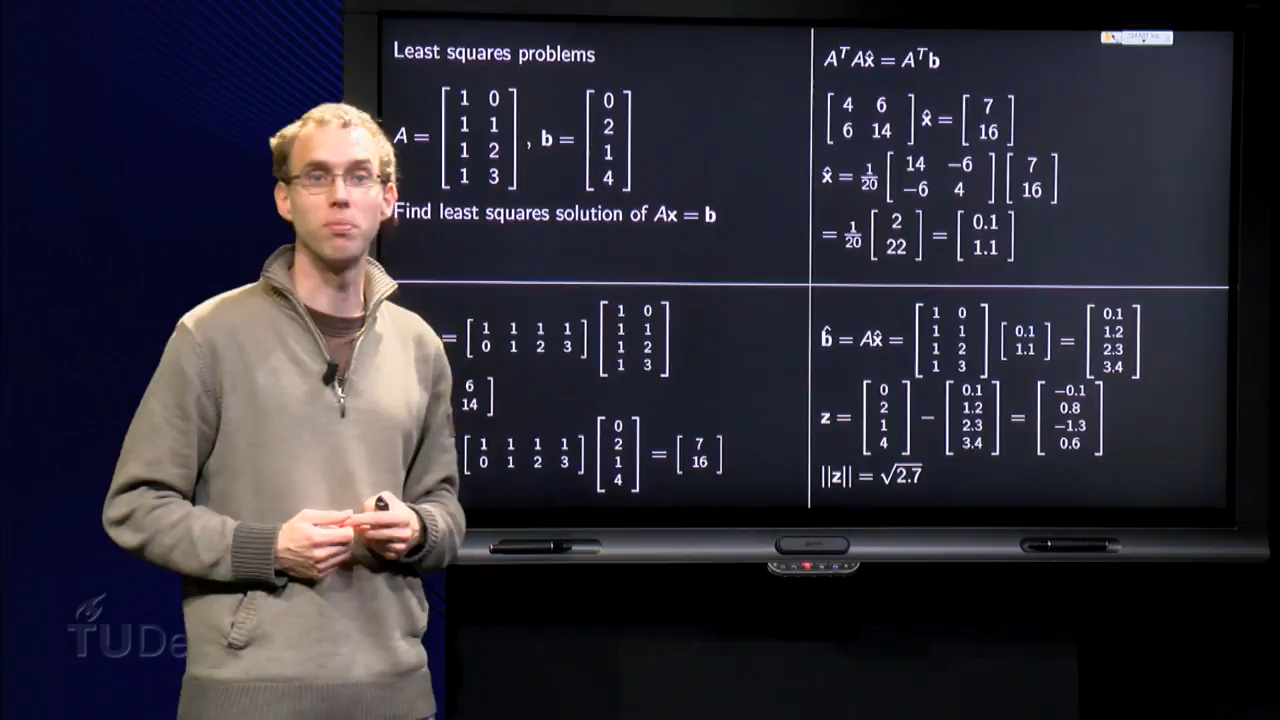 Least squares problems
A = [ 1 0 ; 1 1 ; 1 2 ; 1 3 ] , b = [ 0 ; 2 ; 1 ; 4 ]
Find least squares solution of Ax = b
= [ 1 1 1 1 ; 0 1 2 3 ] [ 1 0 ; 1 1 ; 1 2 ; 1 3 ]
6 ; 14 ]
[ 1 1 1 1 ; 0 1 2 3 ] [ 0 ; 2 ; 1 ; 4 ] = [ 7 ; 16 ]
AᵀAx̂ = Aᵀb
[ 4 6 ; 6 14 ] x̂ = [ 7 ; 16 ]
x̂ = 1/20 [ 14 −6 ; −6 4 ] [ 7 ; 16 ]
= 1/20 [ 2 ; 22 ] = [ 0.1 ; 1.1 ]
b̂ = Ax̂ = [ 1 0 ; 1 1 ; 1 2 ; 1 3 ] [ 0.1 ; 1.1 ] = [ 0.1 ; 1.2 ; 2.3 ; 3.4 ]
z = [ 0 ; 2 ; 1 ; 4 ] − [ 0.1 ; 1.2 ; 2.3 ; 3.4 ] = [ −0.1 ; 0.8 ; −1.3 ; 0.6 ]
||z|| = √2.7
TUDe